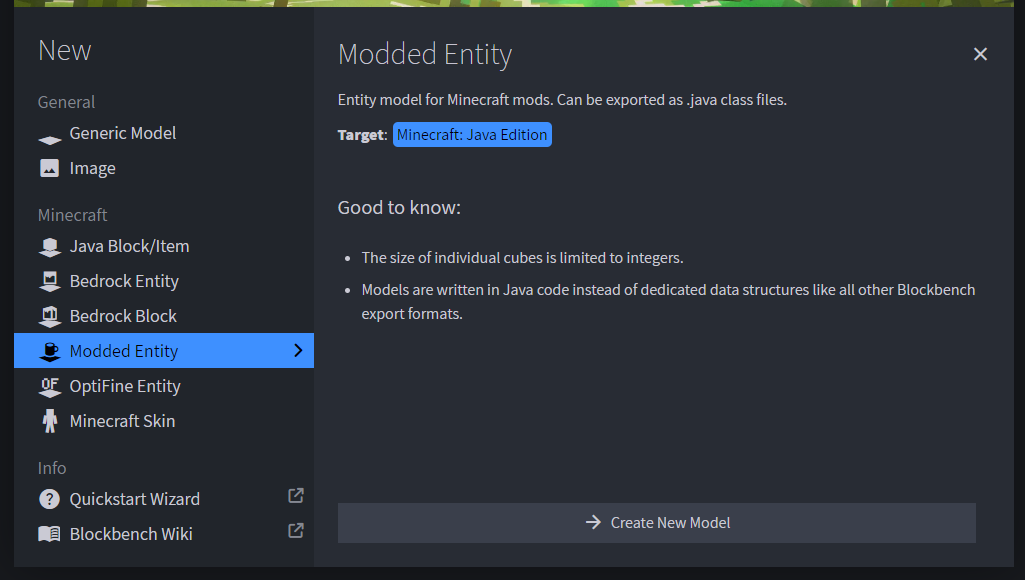 New
General
Generic Model
Image
Minecraft
Java Block/Item
Bedrock Entity
Bedrock Block
Modded Entity
OF
OptiFine Entity
Minecraft Skin
Info
?
Quickstart Wizard
Blockbench Wiki
Modded Entity
Entity model for Minecraft mods. Can be exported as .java class files.
Target: Minecraft: Java Edition
Good to know:
• The size of individual cubes is limited to integers.
• Models are written in Java code instead of dedicated data structures like all other Blockbench
export formats.
Create New Model